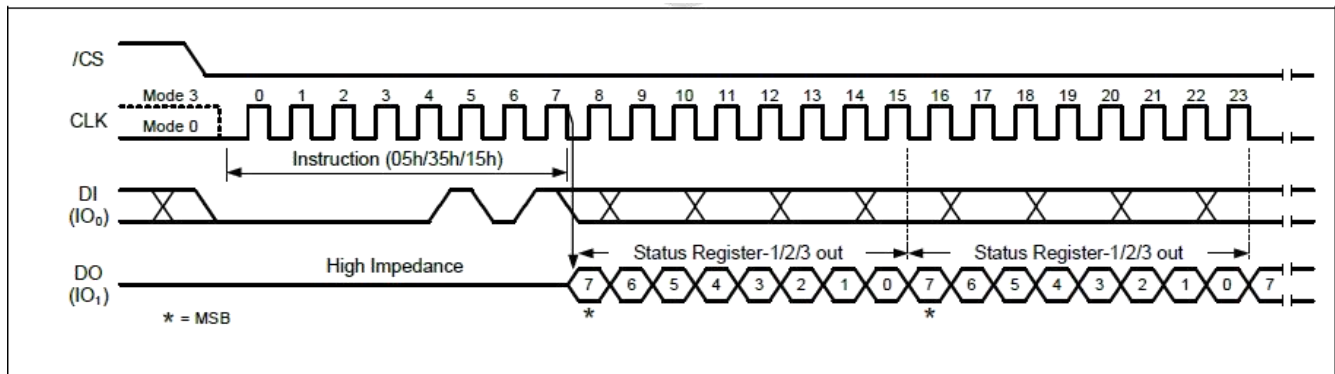 /CS
Mode 3 0 1 2 3 4 5 6 7 8 9 10 11 12 13 14 15 16 17 18 19 20 21 22 23
CLK
Mode 0
Instruction (05h/35h/15h)
DI
(IO₀)
Status Register-1/2/3 out Status Register-1/2/3 out
High Impedance
DO
(IO₁)
7 6 5 4 3 2 1 0 7 6 5 4 3 2 1 0 7
* *
* = MSB